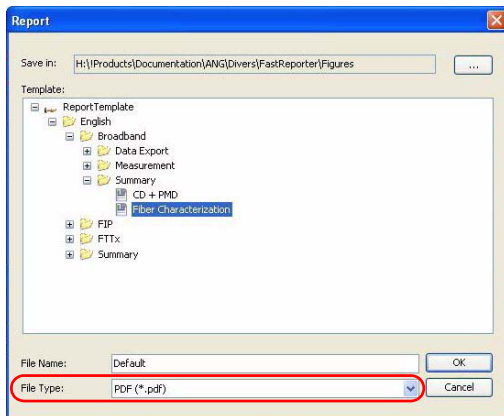 Report
Save in: H:\!Products\Documentation\ANG\Divers\FastReporter\Figures ...
Template:
ReportTemplate
English
Broadband
Data Export
Measurement
Summary
CD + PMD
Fiber Characterization
FIP
FTTx
Summary
File Name: Default OK
File Type: PDF (*.pdf) Cancel